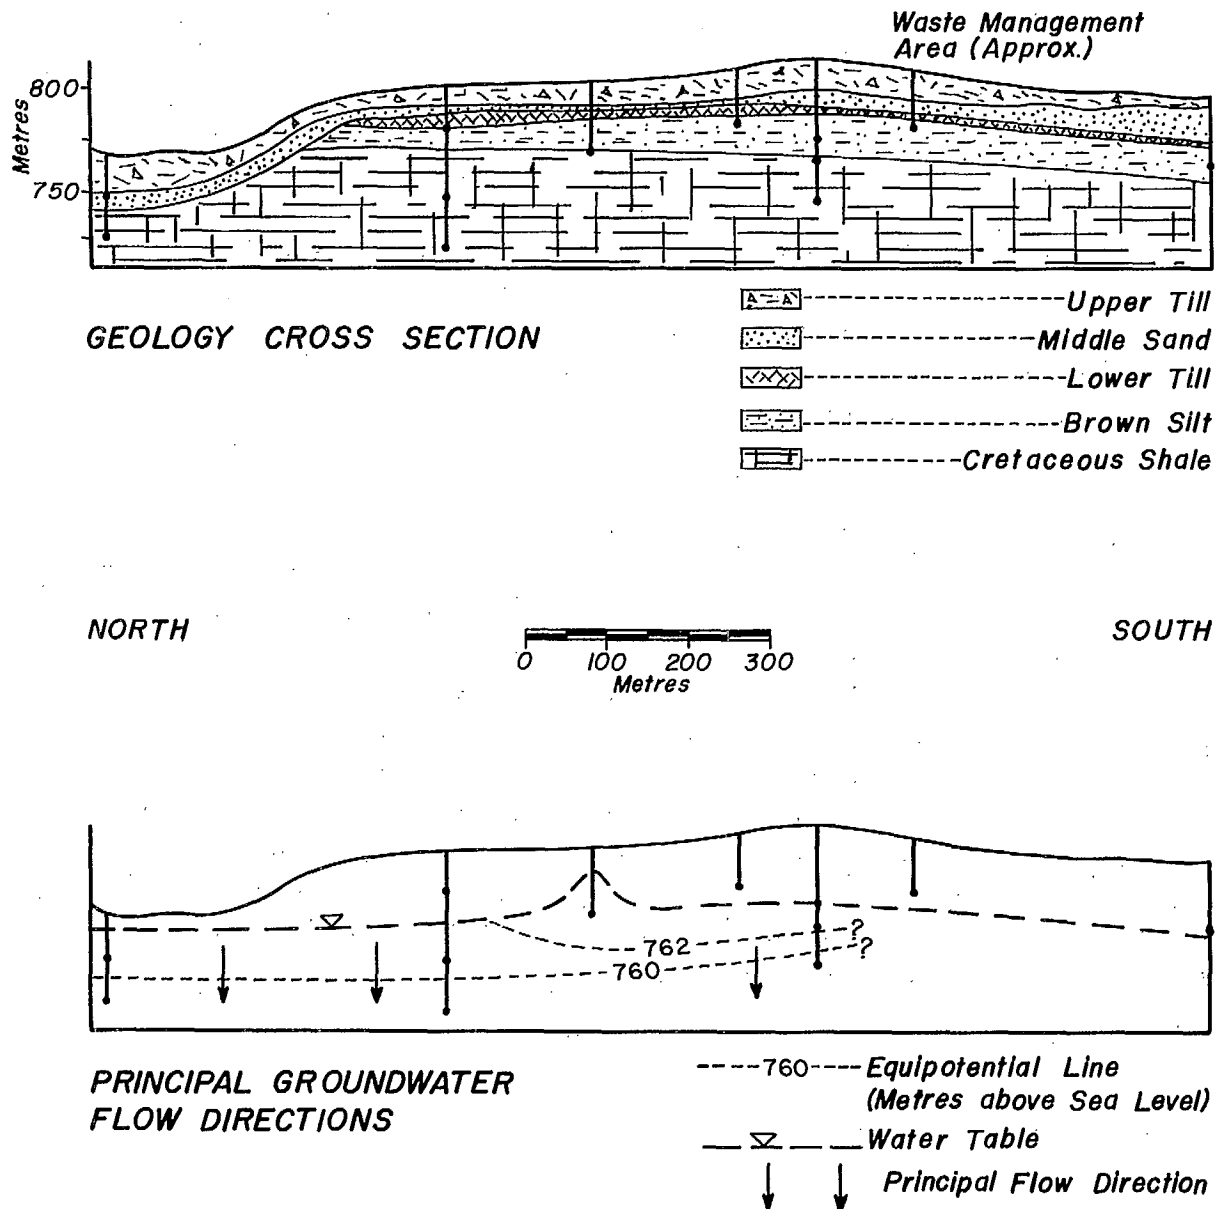 Waste Management
Area (Approx.)
800
Metres
750
GEOLOGY CROSS SECTION
Upper Till
Middle Sand
Lower Till
Brown Silt
Cretaceous Shale
NORTH
SOUTH
0 100 200 300
Metres
762
?
760
?
PRINCIPAL GROUNDWATER
FLOW DIRECTIONS
760 Equipotential Line
(Metres above Sea Level)
Water Table
Principal Flow Direction